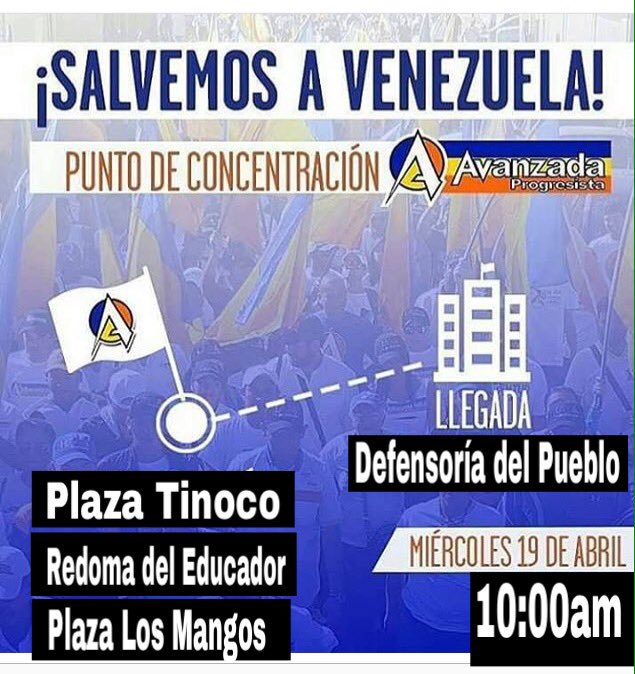 ¡SALVEMOS A VENEZUELA!
PUNTO DE CONCENTRACIÓN
Avanzada
Progresista
LLEGADA
Defensoría del Pueblo
Plaza Tinoco
Redoma del Educador
Plaza Los Mangos
MIÉRCOLES 19 DE ABRIL
10:00am